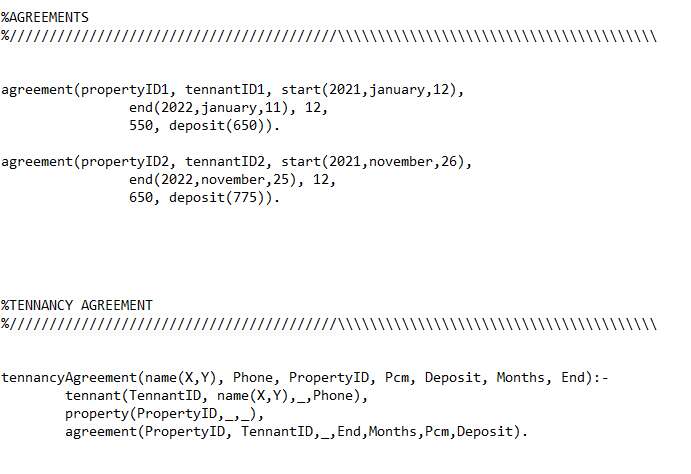 %AGREEMENTS
%/////////////////////////////////////////\\\\\\\\\\\\\\\\\\\\\\\\\\\\\\\\\\\\\\\\
agreement(propertyID1, tennantID1, start(2021,january,12),
end(2022,january,11), 12,
550, deposit(650)).
agreement(propertyID2, tennantID2, start(2021,november,26),
end(2022,november,25), 12,
650, deposit(775)).
%TENNANCY AGREEMENT
%/////////////////////////////////////////\\\\\\\\\\\\\\\\\\\\\\\\\\\\\\\\\\\\\\\\
tennancyAgreement(name(X,Y), Phone, PropertyID, Pcm, Deposit, Months, End):-
tennant(TennantID, name(X,Y),_,Phone),
property(PropertyID,_,_),
agreement(PropertyID, TennantID,_,End,Months,Pcm,Deposit).